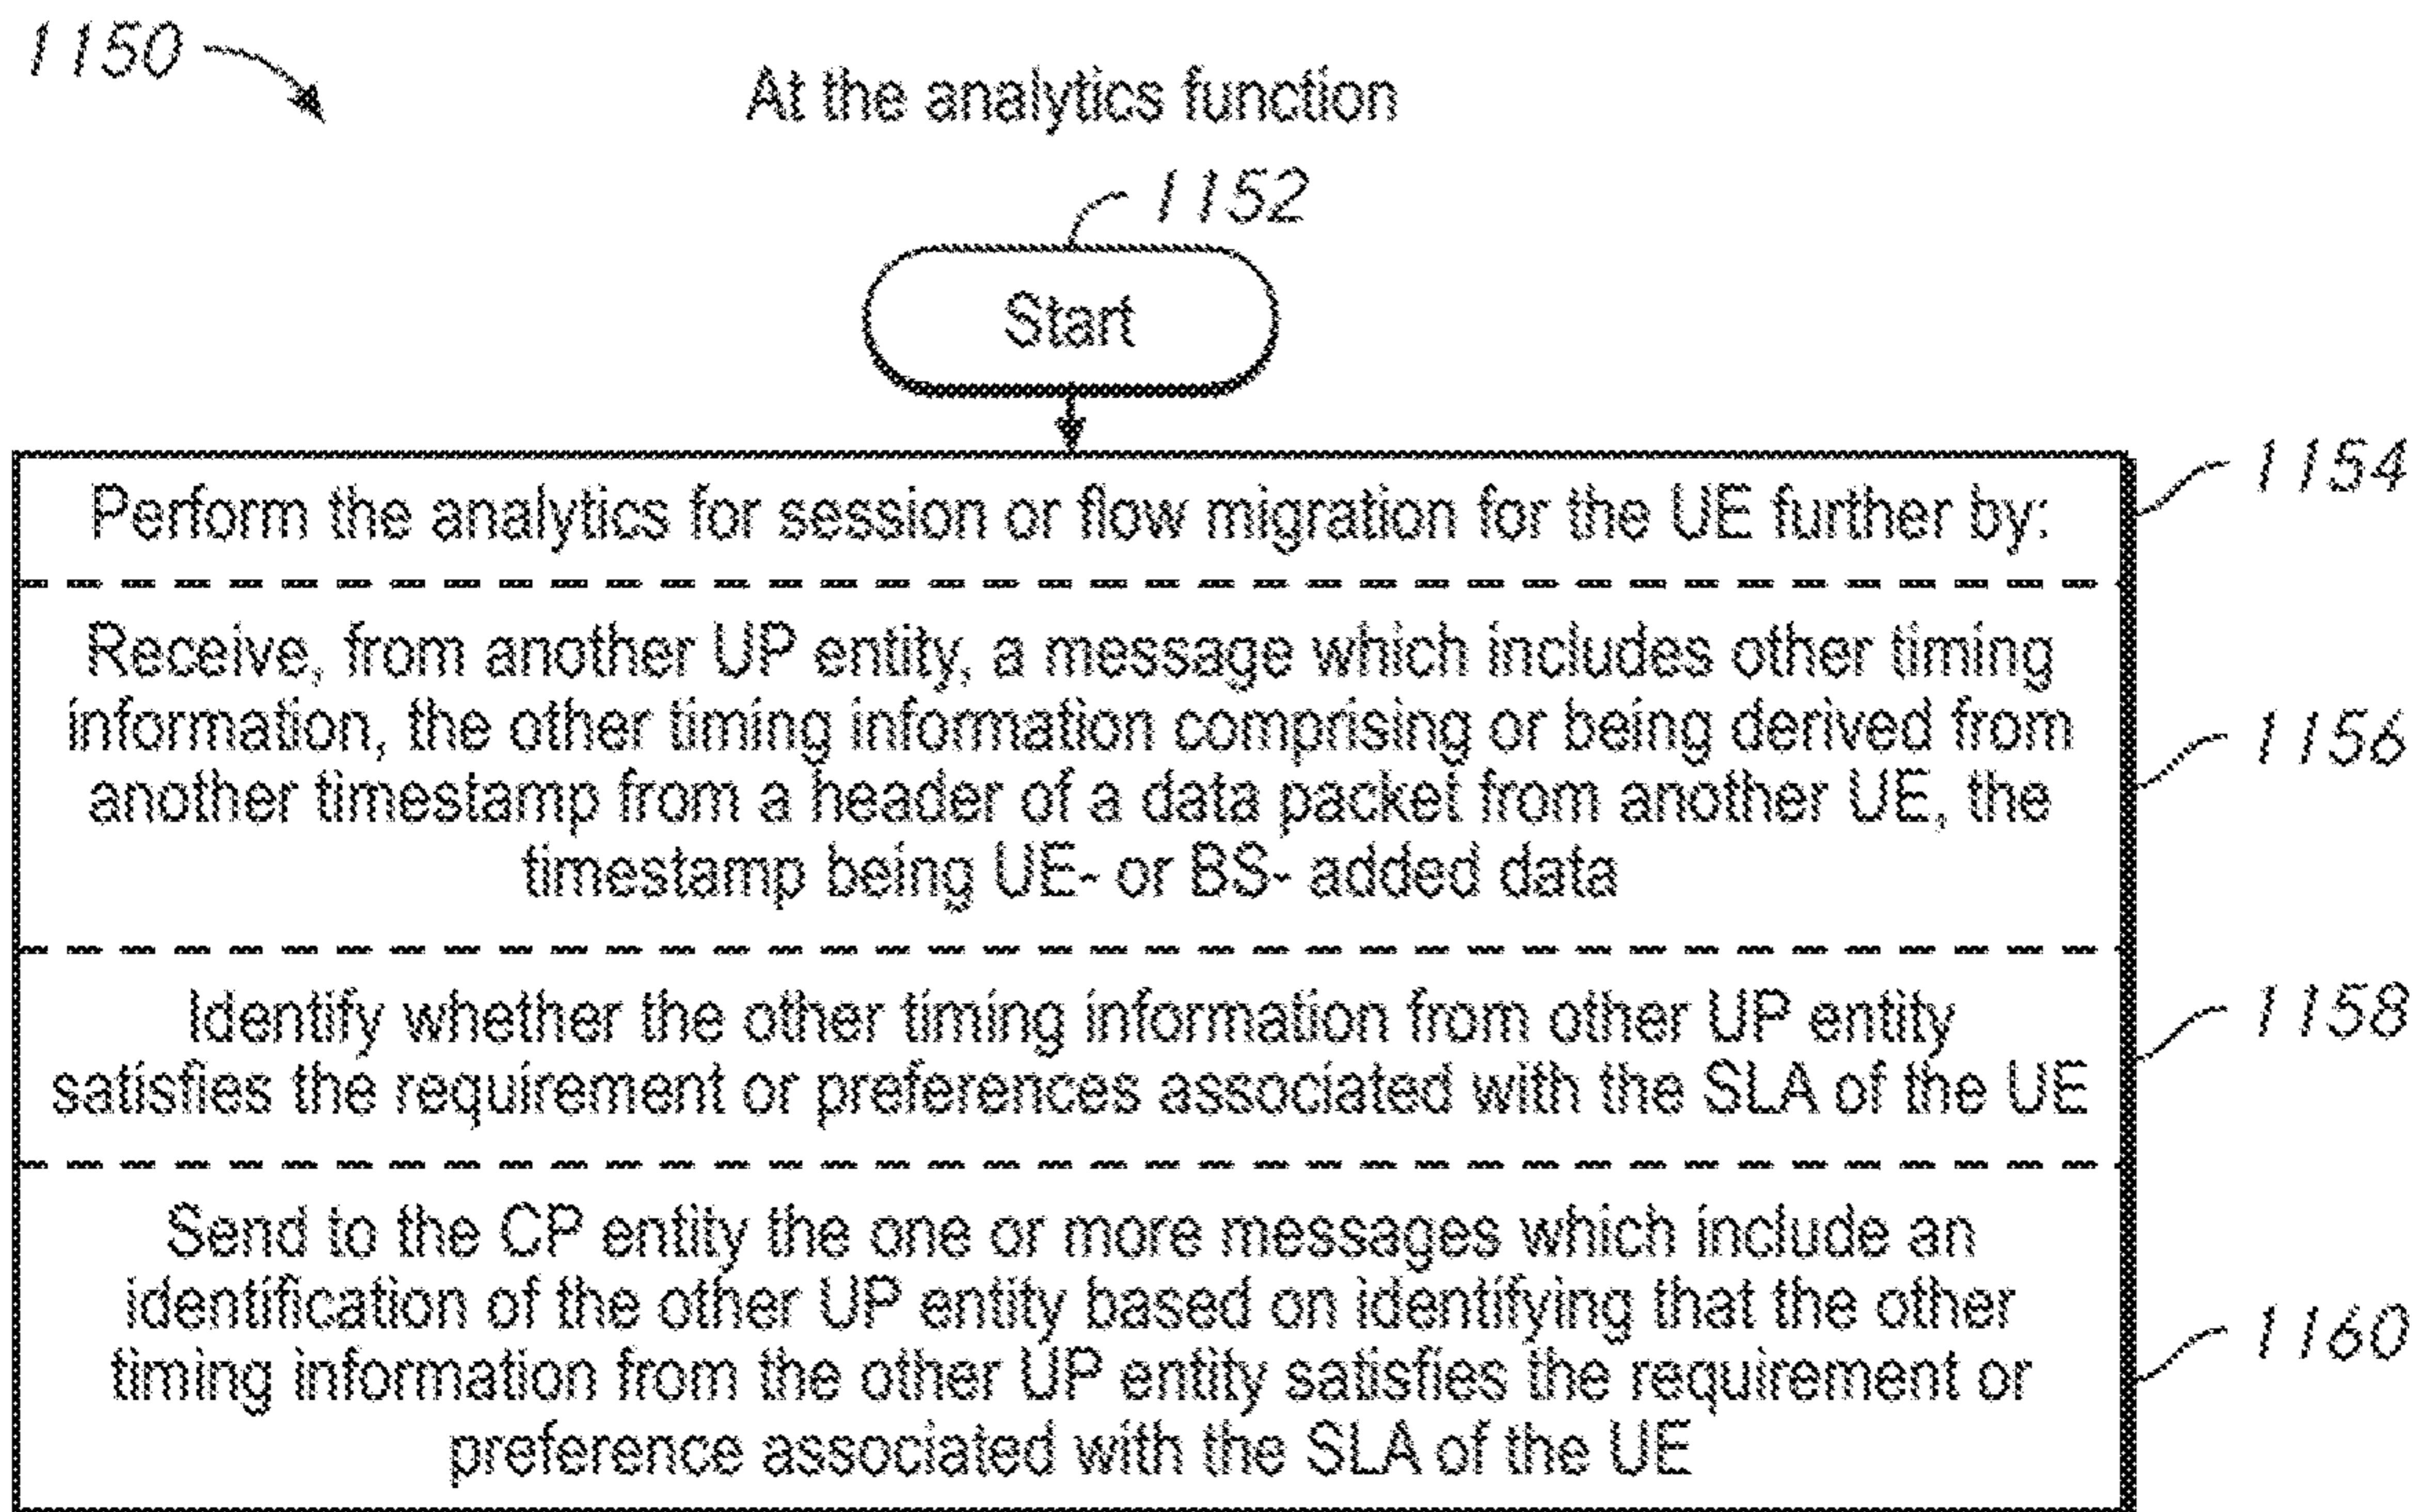 1150
At the analytics function
1152
Start
1154
Perform the analytics for session or flow migration for the UE further by:
Receive, from another UP entity, a message which includes other timing
information, the other timing information comprising or being derived from
1156
another timestamp from a header of a data packet from another UE, the
timestamp being UE- or BS- added data
Identify whether the other timing information from other UP entity
1158
satisfies the requirement or preferences associated with the SLA of the UE
Send to the CP entity the one or more messages which include an
identification of the other UP entity based on identifying that the other
1160
timing information from the other UP entity satisfies the requirement or
preference associated with the SLA of the UE